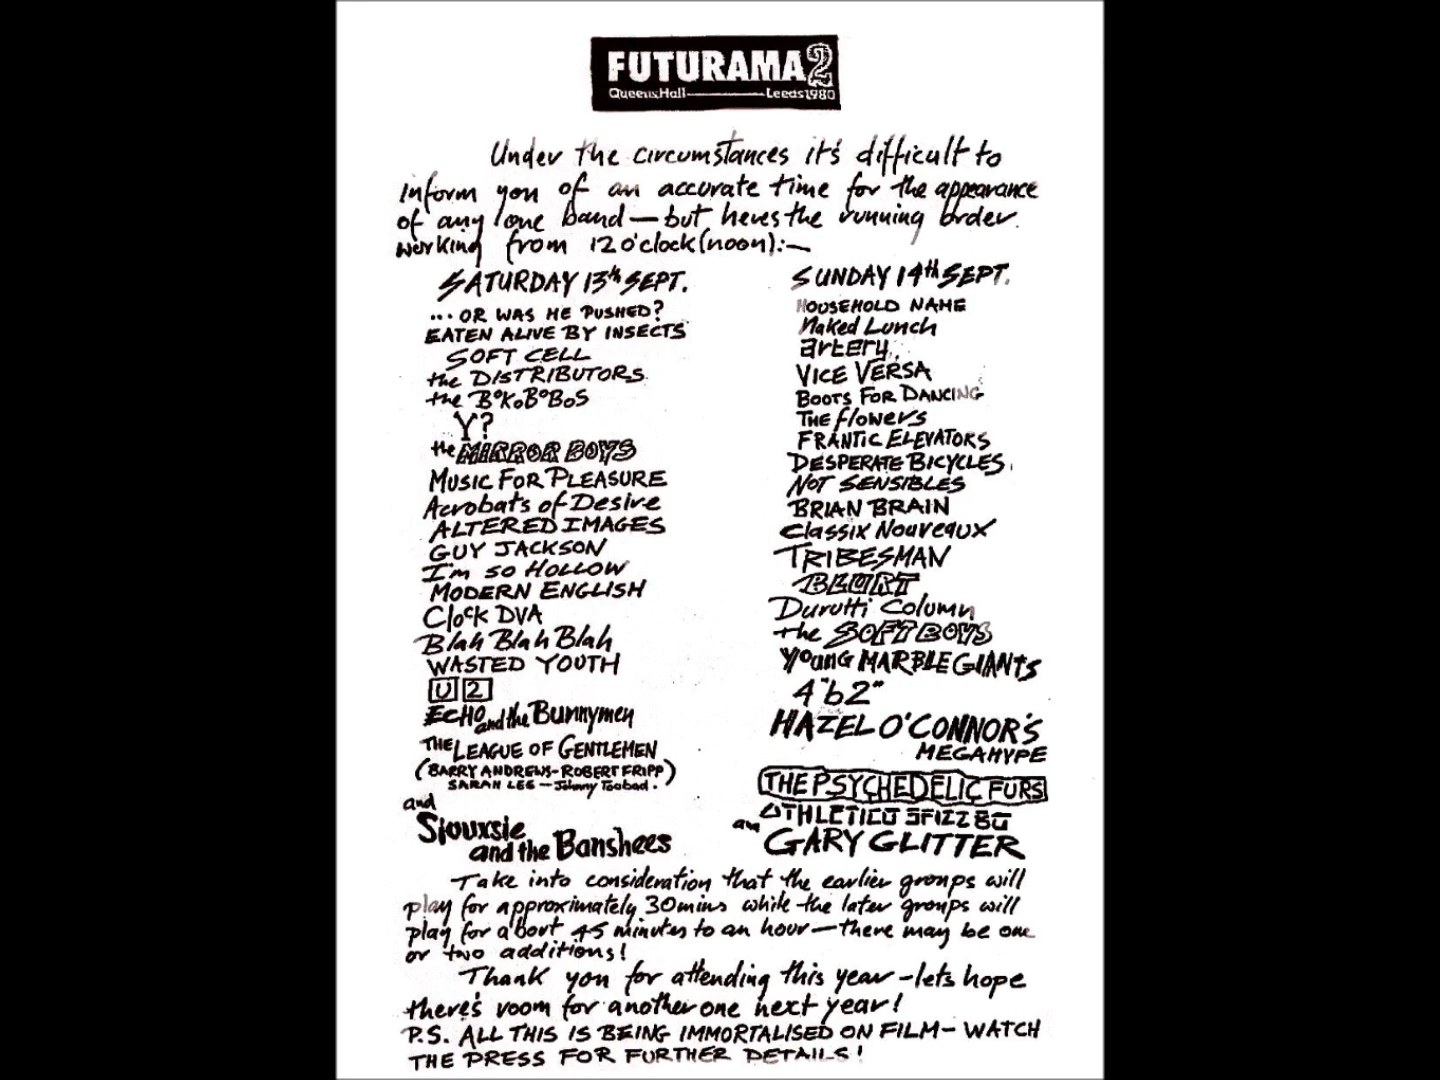 FUTURAMA 2
Queens Hall Leeds 1980
Under the circumstances it's difficult to
inform you of an accurate time for the appearance
of any one band — but heres the running order
working from 12 o'clock (noon):—
SATURDAY 13th SEPT.
... OR WAS HE PUSHED?
EATEN ALIVE BY INSECTS
SOFT CELL
the DISTRIBUTORS
the BoKoBoBoS
Y?
the MIRROR BOYS
MUSIC FOR PLEASURE
Acrobats of Desire
ALTERED IMAGES
GUY JACKSON
I'm SO HOLLOW
MODERN ENGLISH
Clock DVA
Blah Blah Blah
WASTED YOUTH
U2
ECHO and the Bunnymen
THE LEAGUE OF GENTLEMEN
(BARRY ANDREWS - ROBERT FRIPP)
SARAH LEE — Johnny Toobad.
and
Siouxsie
and the Banshees
SUNDAY 14th SEPT.
HOUSEHOLD NAME
Naked Lunch
artery
VICE VERSA
BOOTS FOR DANCING
THE flowers
FRANTIC ELEVATORS
DESPERATE BICYCLES
NOT SENSIBLES
BRIAN BRAIN
Classix Nouveaux
TRIBESMAN
BLURT
Durutti Column
the SOFT BOYS
Young MARBLE GIANTS
4"b2"
HAZEL O'CONNOR'S
MEGAHYPE
THE PSYCHEDELIC FURS
ATHLETICO SPIZZ 80
an GARY GLITTER
Take into consideration that the earlier groups will
play for approximately 30 mins while the later groups will
play for about 45 minutes to an hour — there may be one
or two additions!
Thank you for attending this year - lets hope
there's room for another one next year!
P.S. ALL THIS IS BEING IMMORTALISED ON FILM - WATCH
THE PRESS FOR FURTHER DETAILS!